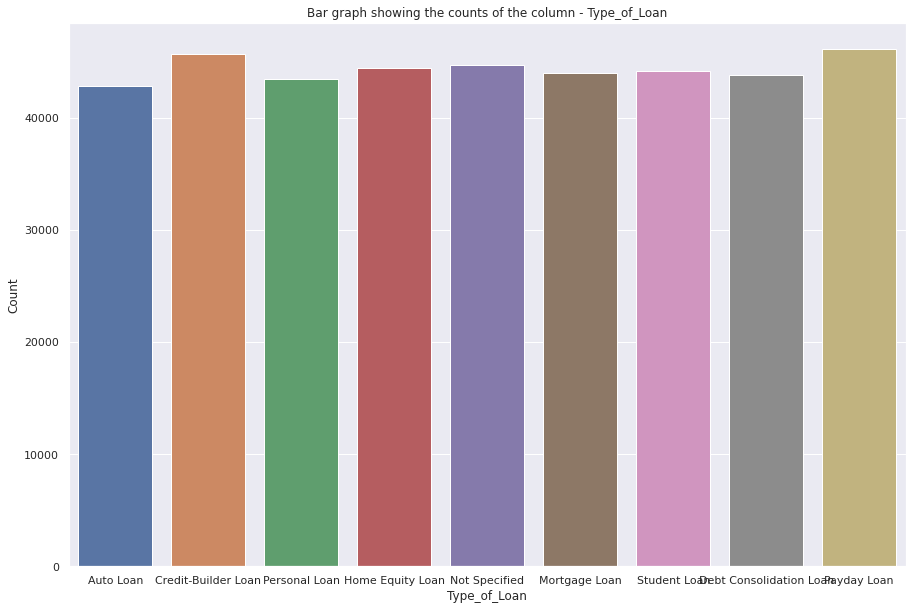 Bar graph showing the counts of the column - Type_of_Loan
Count
40000
30000
20000
10000
0
Auto Loan Credit-Builder Loan Personal Loan Home Equity Loan Not Specified Mortgage Loan Student Loan Debt Consolidation Loan Payday Loan
Type_of_Loan